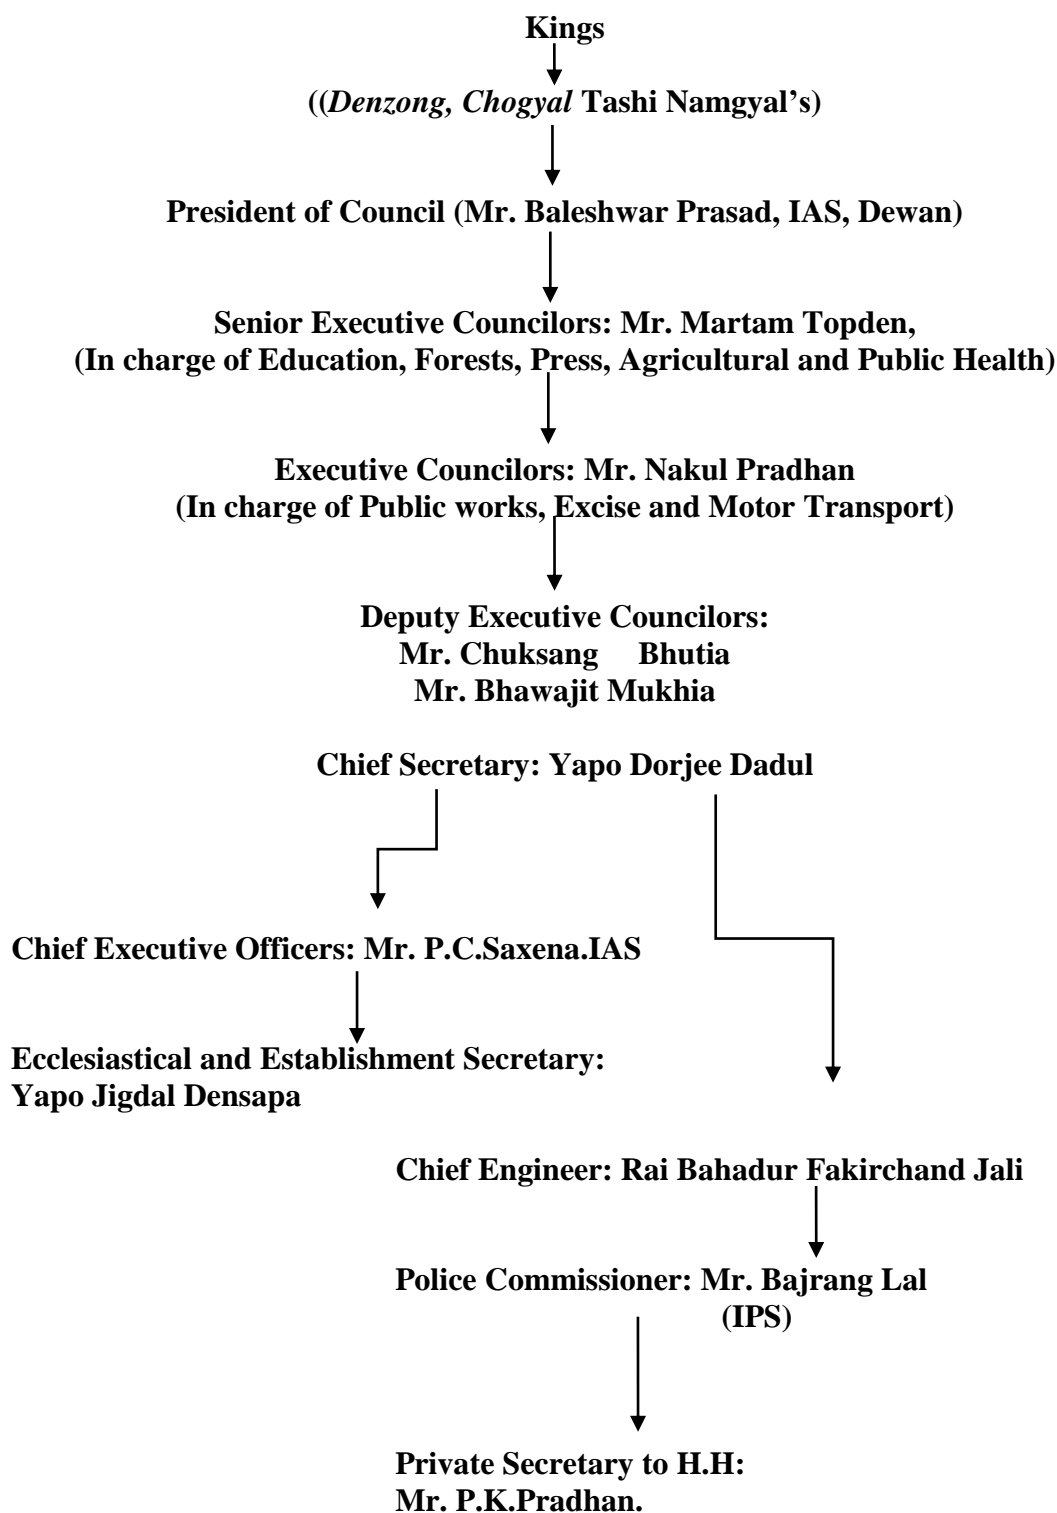 Kings
((Denzong, Chogyal Tashi Namgyal’s)
President of Council (Mr. Baleshwar Prasad, IAS, Dewan)
Senior Executive Councilors: Mr. Martam Topden,
(In charge of Education, Forests, Press, Agricultural and Public Health)
Executive Councilors: Mr. Nakul Pradhan
(In charge of Public works, Excise and Motor Transport)
Deputy Executive Councilors:
Mr. Chuksang Bhutia
Mr. Bhawajit Mukhia
Chief Secretary: Yapo Dorjee Dadul
Chief Executive Officers: Mr. P.C.Saxena.IAS
Ecclesiastical and Establishment Secretary:
Yapo Jigdal Densapa
Chief Engineer: Rai Bahadur Fakirchand Jali
Police Commissioner: Mr. Bajrang Lal
(IPS)
Private Secretary to H.H:
Mr. P.K.Pradhan.